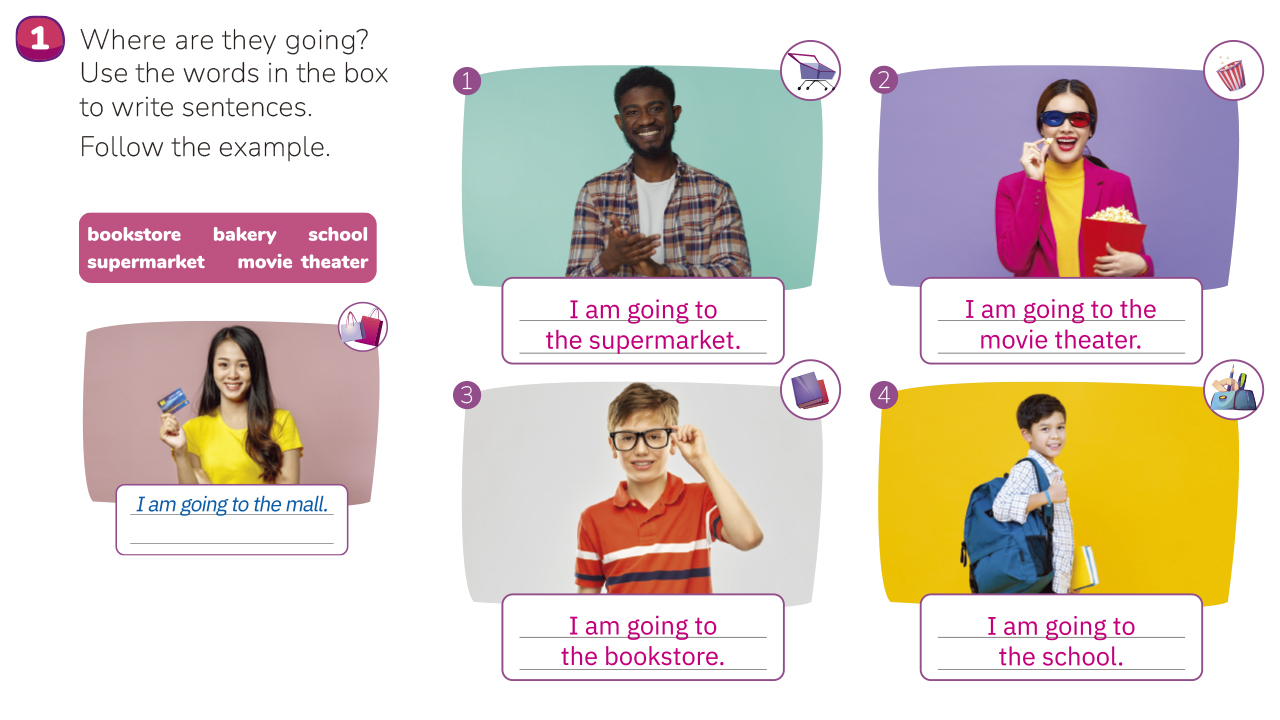 1
Where are they going?
Use the words in the box
to write sentences.
Follow the example.
bookstore bakery school
supermarket movie theater
I am going to the mall.
1
I am going to
the supermarket.
2
I am going to the
movie theater.
3
I am going to
the bookstore.
4
I am going to
the school.